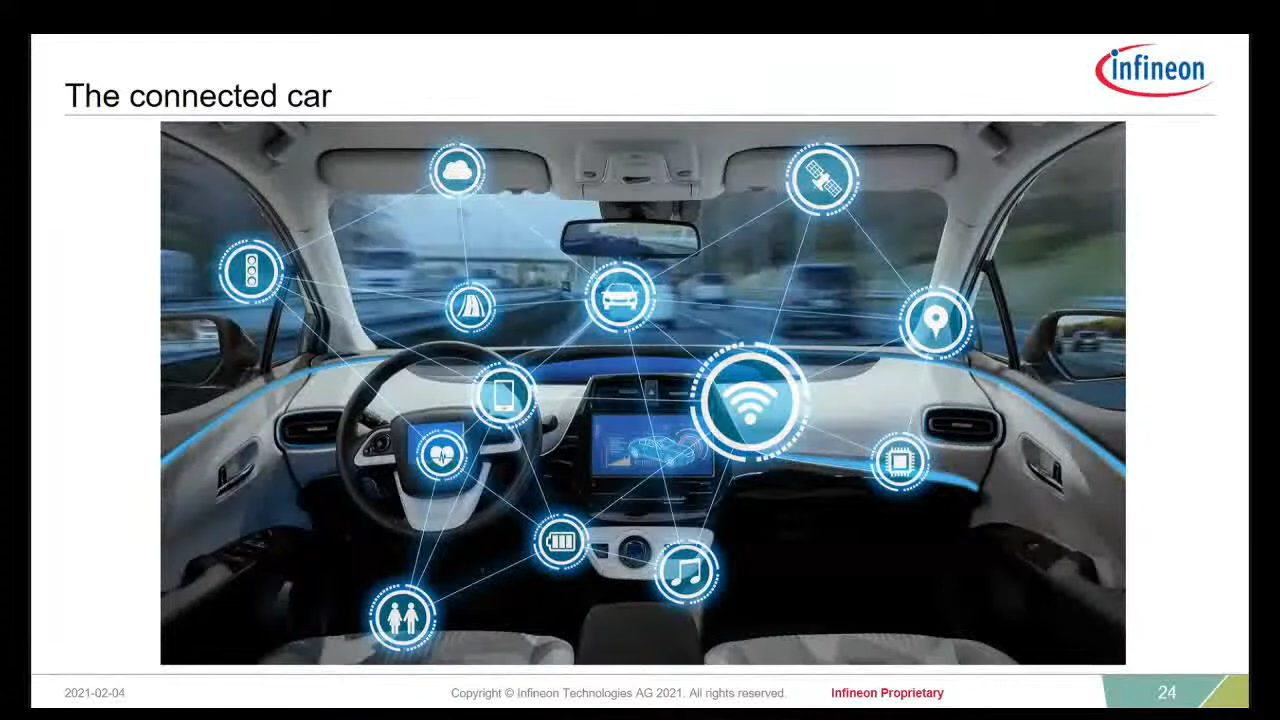 infineon
The connected car
2021-02-04
Copyright © Infineon Technologies AG 2021. All rights reserved.
Infineon Proprietary
24